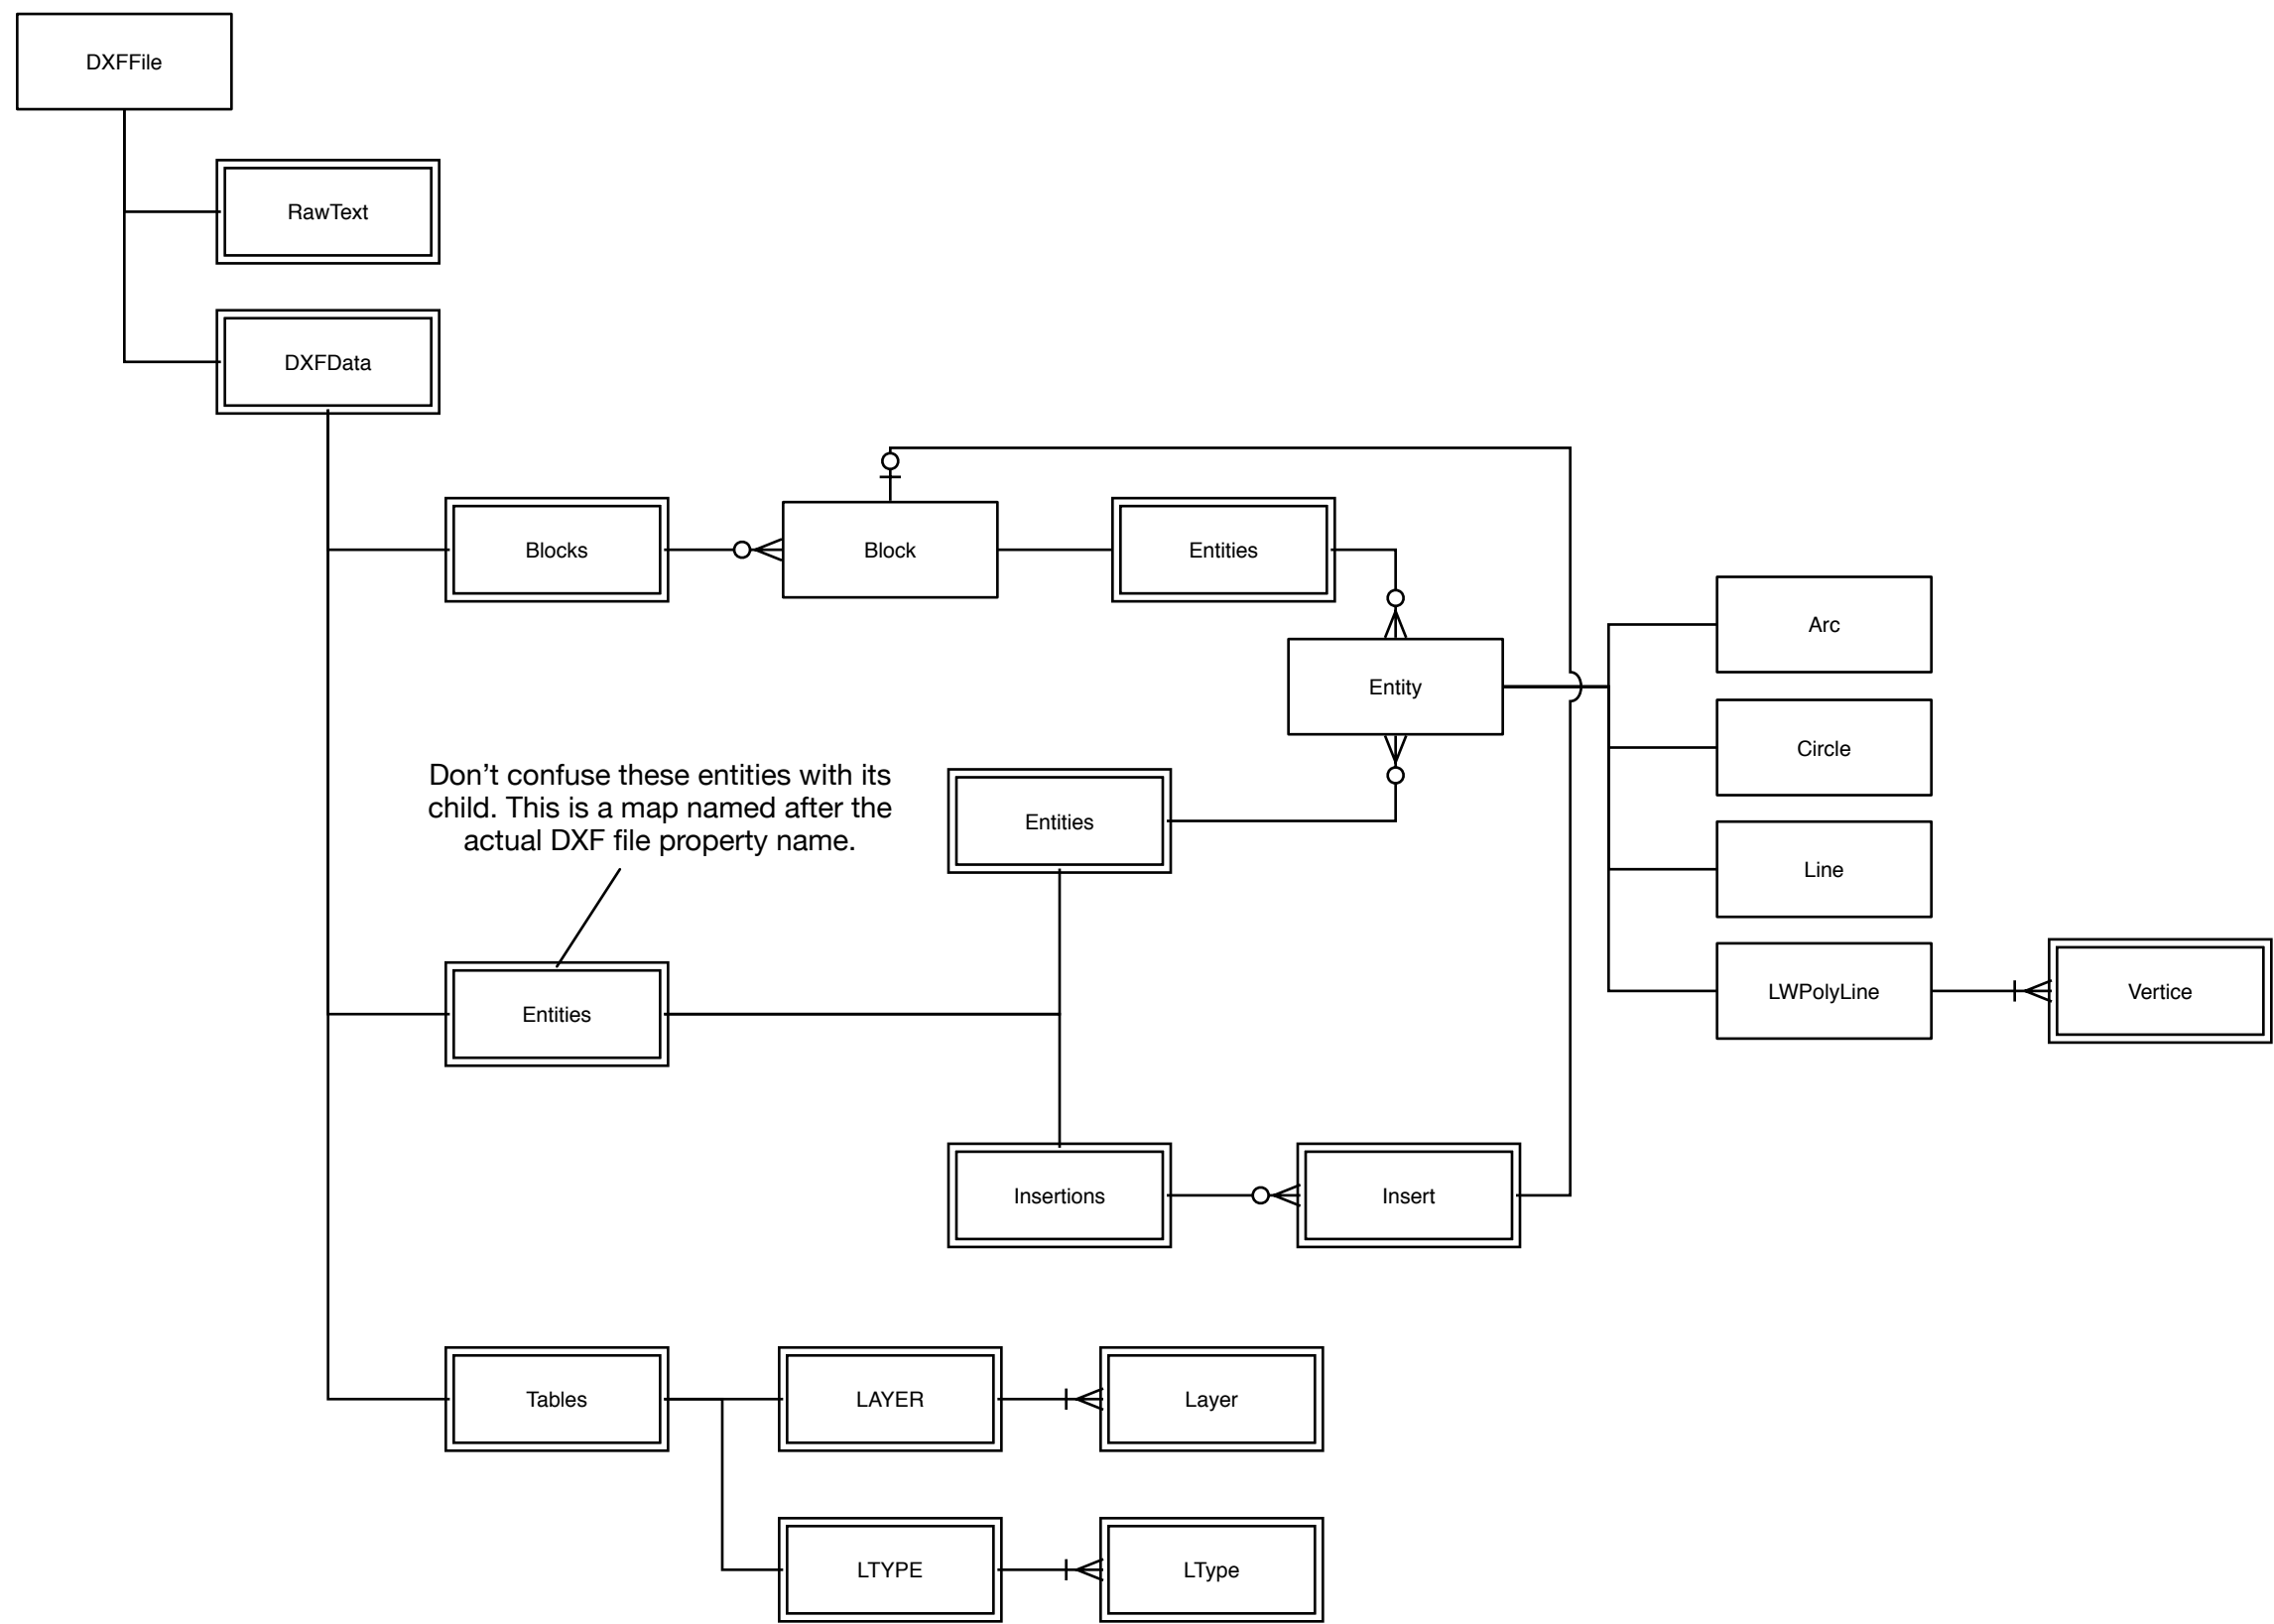 DXFFile
RawText
DXFData
Blocks
Block
Entities
Arc
Entity
Circle
Don’t confuse these entities with its
child. This is a map named after the
actual DXF file property name.
Entities
Line
Entities
LWPolyLine
Vertice
Insertions
Insert
Tables
LAYER
Layer
LTYPE
LType